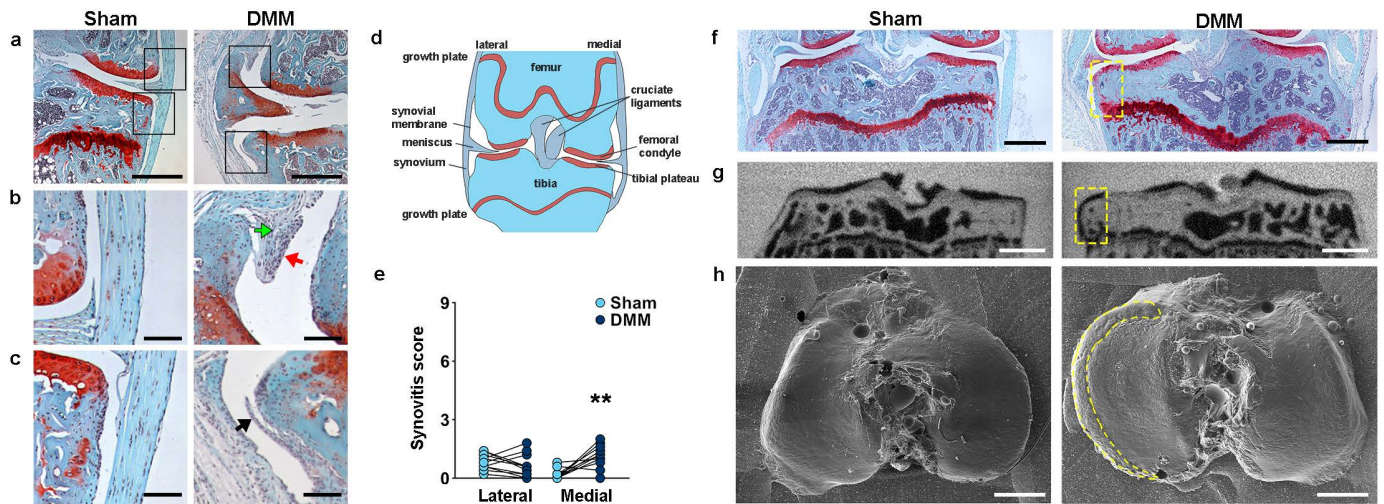 Sham
DMM
a
b
c
d
lateral
medial
growth plate
femur
cruciate
ligaments
synovial
membrane
meniscus
synovium
femoral
condyle
tibial plateau
tibia
growth plate
e
Synovitis score
9
6
3
0
Sham
DMM
**
Lateral
Medial
Sham
DMM
f
g
h